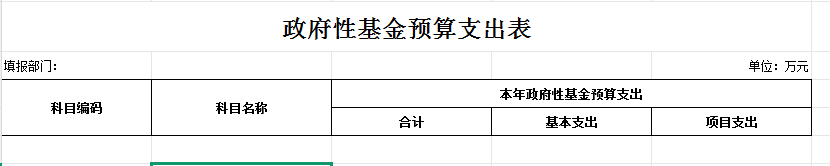 政府性基金预算支出表
填报部门： 单位：万元
科目编码 科目名称 本年政府性基金预算支出
合计 基本支出 项目支出